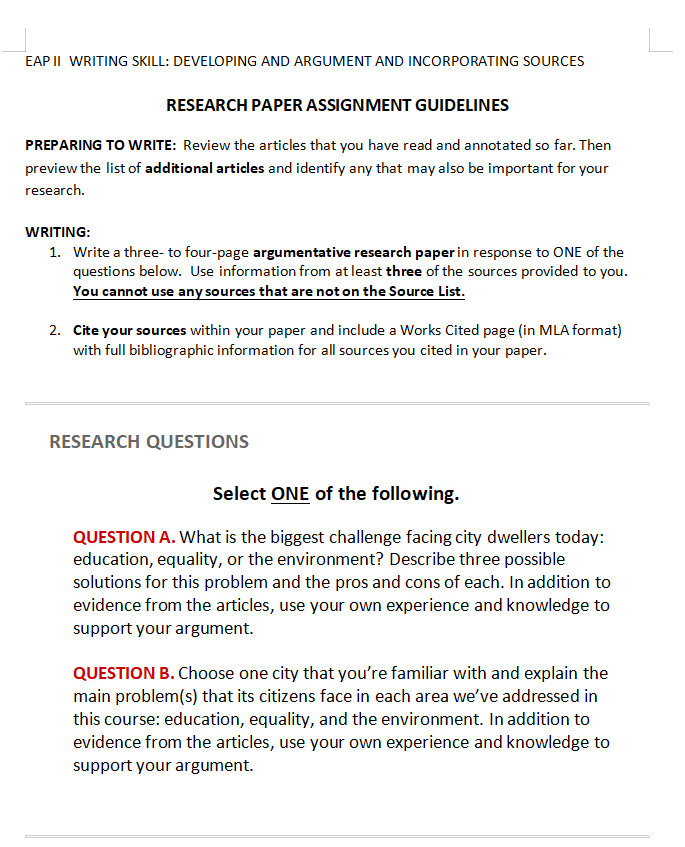 EAP II  WRITING SKILL: DEVELOPING AND ARGUMENT AND INCORPORATING SOURCES
RESEARCH PAPER ASSIGNMENT GUIDELINES
PREPARING TO WRITE:  Review the articles that you have read and annotated so far. Then
preview the list of additional articles and identify any that may also be important for your
research.
WRITING:
1. Write a three- to four-page argumentative research paper in response to ONE of the
questions below.  Use information from at least three of the sources provided to you.
You cannot use any sources that are not on the Source List.
2. Cite your sources within your paper and include a Works Cited page (in MLA format)
with full bibliographic information for all sources you cited in your paper.
RESEARCH QUESTIONS
Select ONE of the following.
QUESTION A. What is the biggest challenge facing city dwellers today:
education, equality, or the environment? Describe three possible
solutions for this problem and the pros and cons of each. In addition to
evidence from the articles, use your own experience and knowledge to
support your argument.
QUESTION B. Choose one city that you’re familiar with and explain the
main problem(s) that its citizens face in each area we’ve addressed in
this course: education, equality, and the environment. In addition to
evidence from the articles, use your own experience and knowledge to
support your argument.